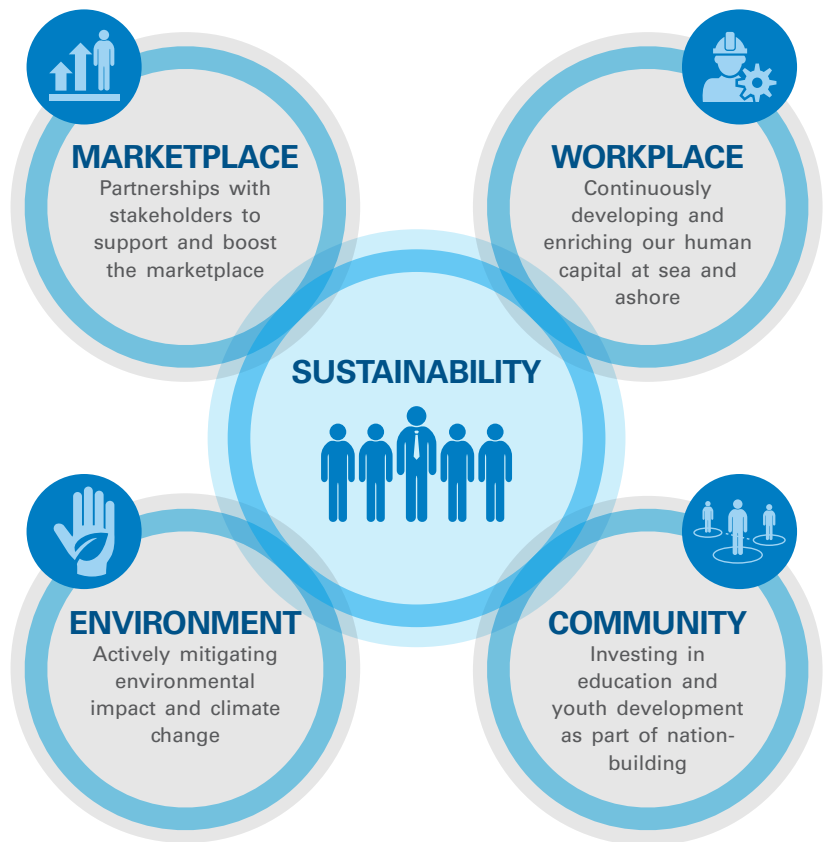 MARKETPLACE
Partnerships with
stakeholders to
support and boost
the marketplace
WORKPLACE
Continuously
developing and
enriching our human
capital at sea and
ashore
SUSTAINABILITY
ENVIRONMENT
Actively mitigating
environmental
impact and climate
change
COMMUNITY
Investing in
education and
youth development
as part of nation-
building